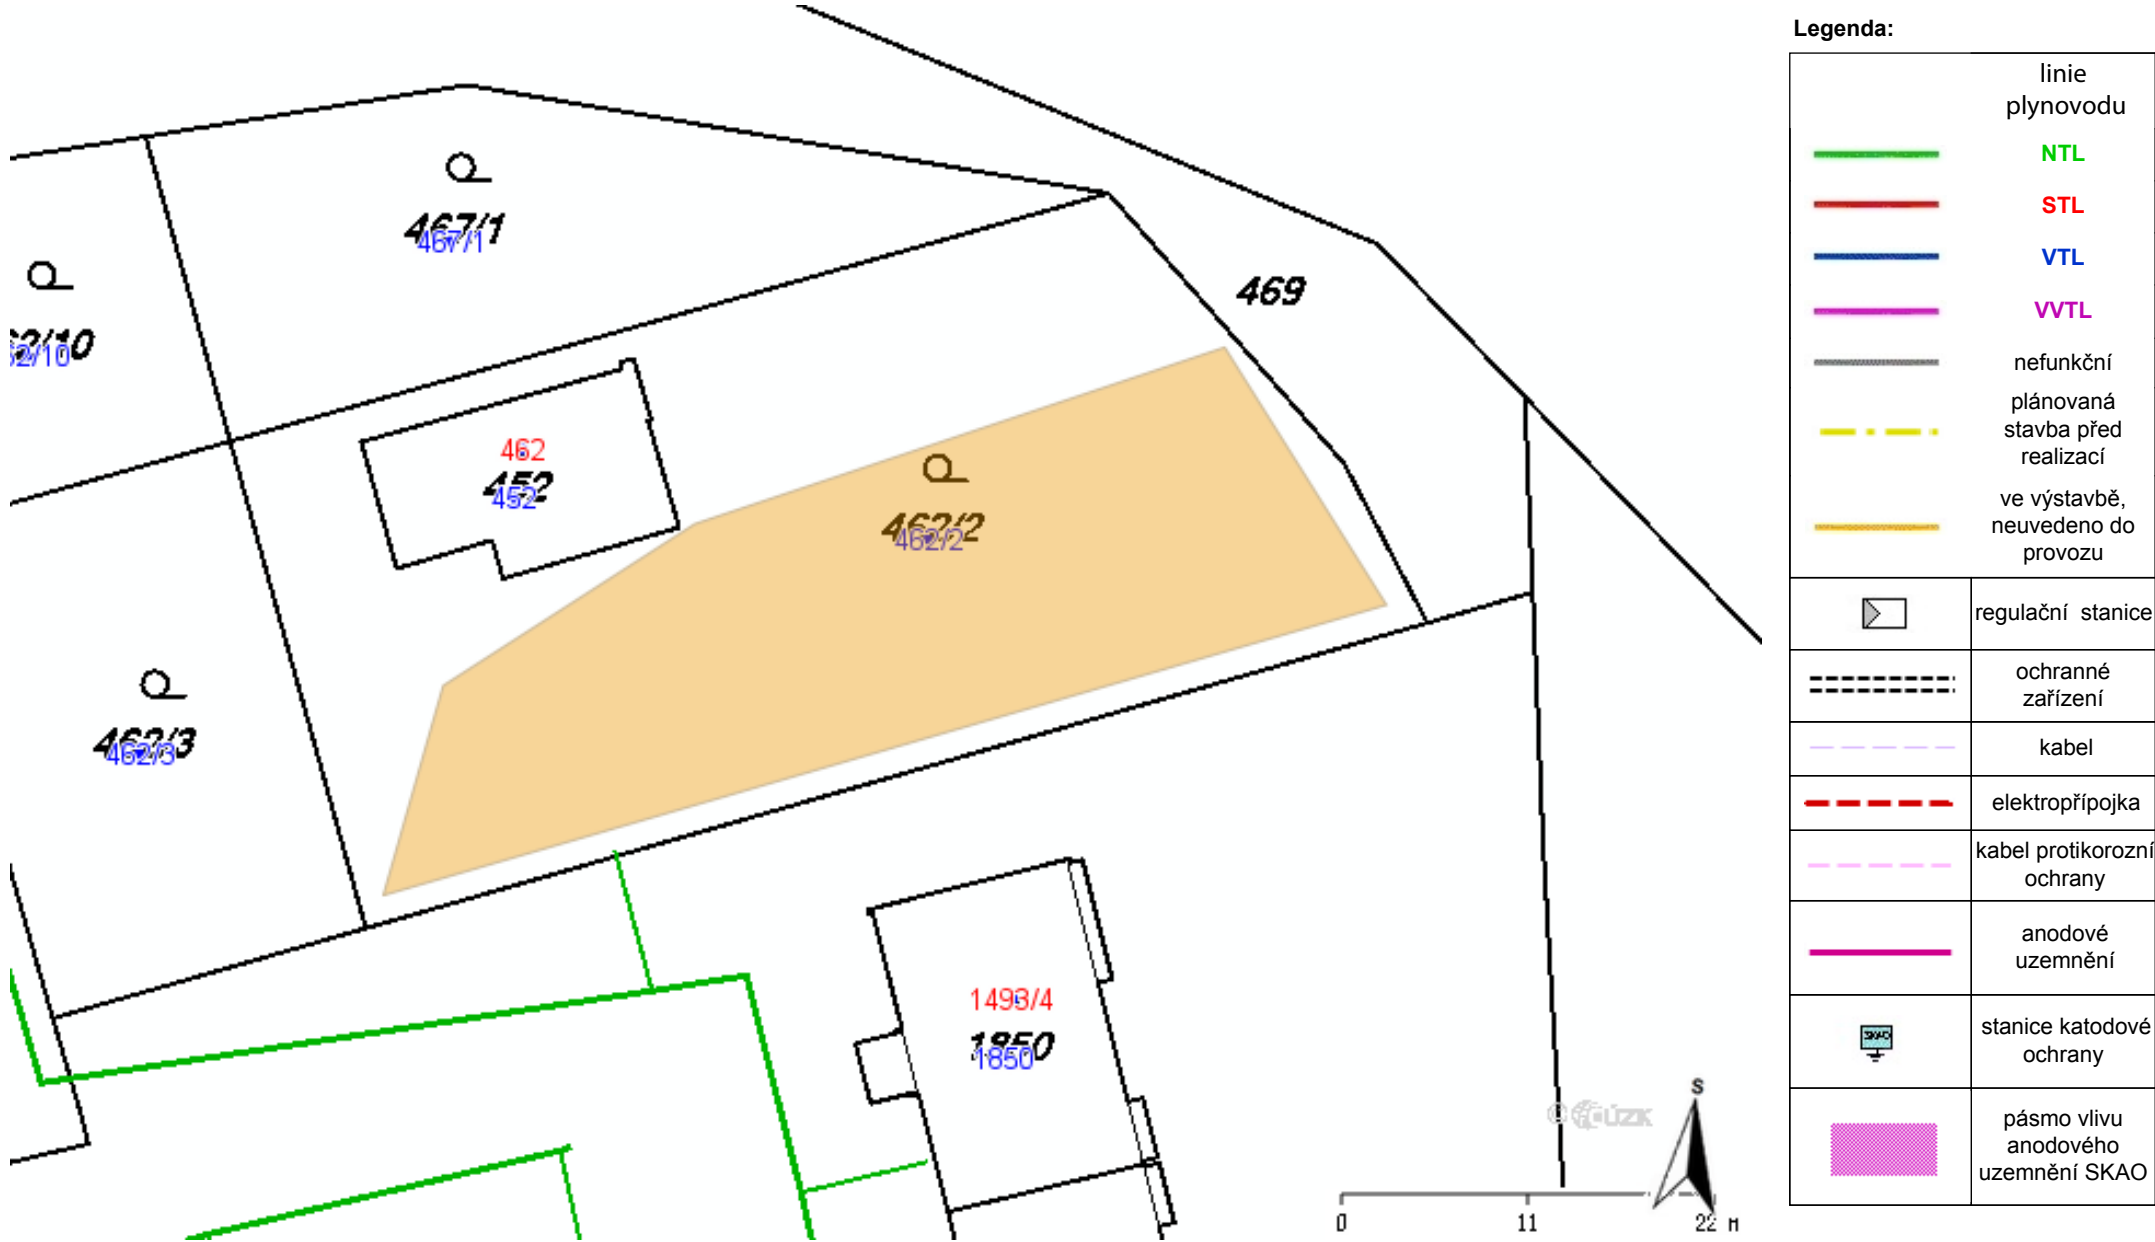 467/1
467/1
469
62/10
462
452
452
462/2
462/2
462/3
462/3
1493/4
1850
1850
© ČÚZK
S
0 11 22 m
Legenda:
linie
plynovodu
NTL
STL
VTL
VVTL
nefunkční
plánovaná
stavba před
realizací
ve výstavbě,
neuvedeno do
provozu
regulační stanice
ochranné
zařízení
kabel
elektropřípojka
kabel protikorozní
ochrany
anodové
uzemnění
SKAO
stanice katodové
ochrany
pásmo vlivu
anodového
uzemnění SKAO